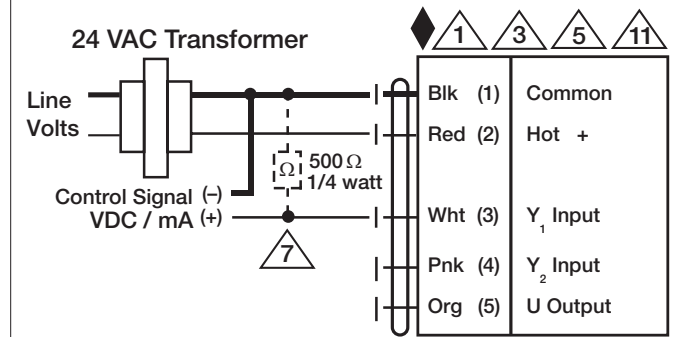 24 VAC Transformer
1 3 5 11
Line
Volts
Blk (1) Common
Red (2) Hot +
Ω 500 Ω
1/4 watt
Control Signal (–)
VDC / mA (+)
Wht (3) Y1 Input
7
Pnk (4) Y2 Input
Org (5) U Output